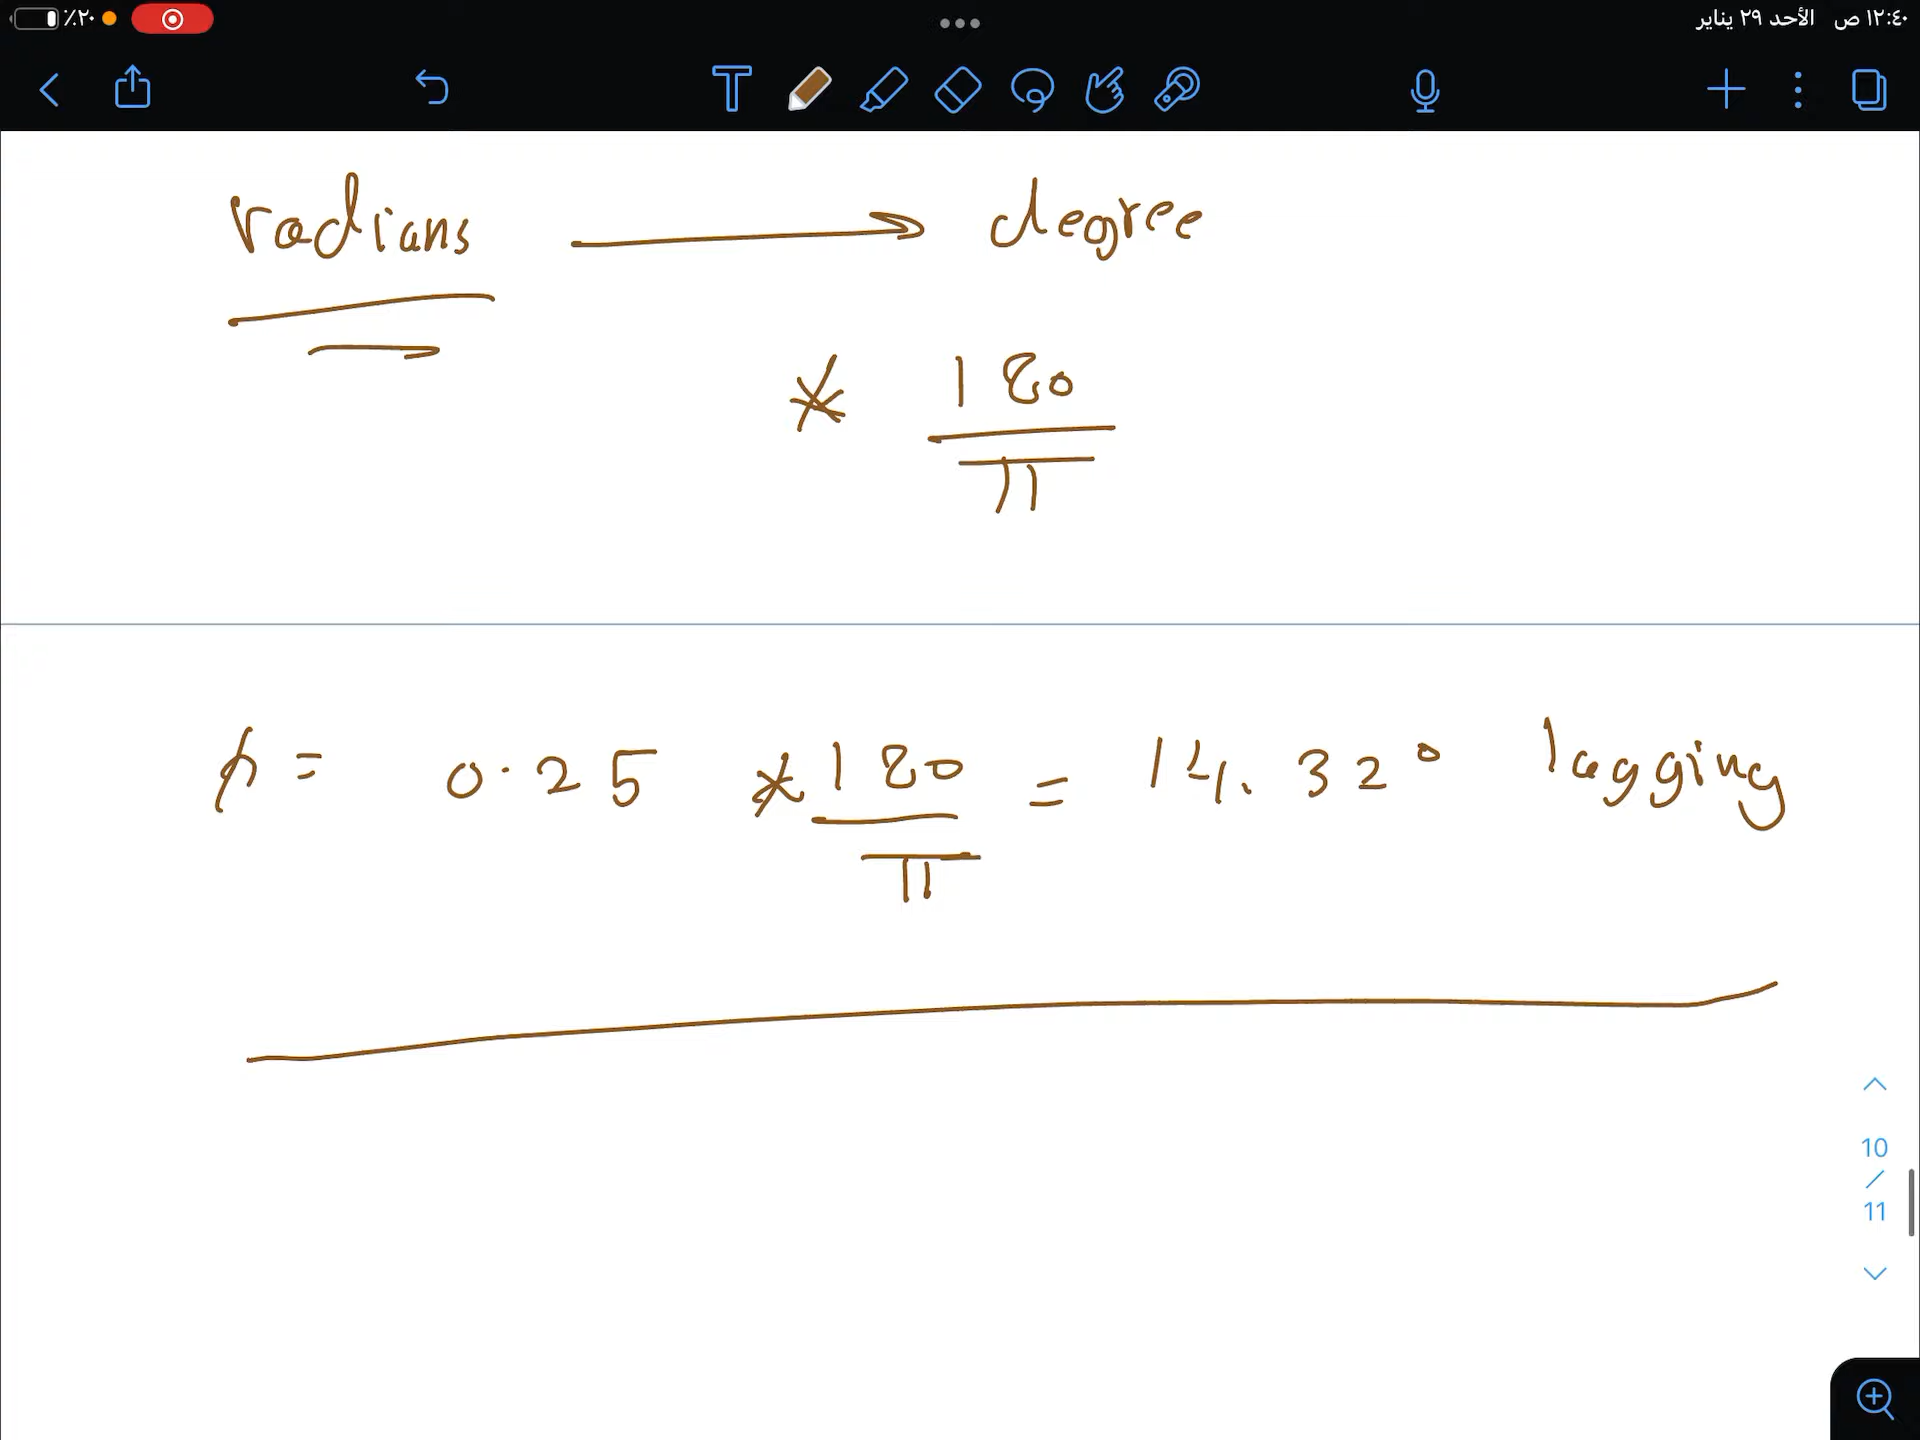 ١٢:٤٠ ص الأحد ٢٩ يناير
٪٢٠
T
radians → degree
* 180
π
ϕ = 0.25 * 180 = 14.32° lagging
π
10
/
11